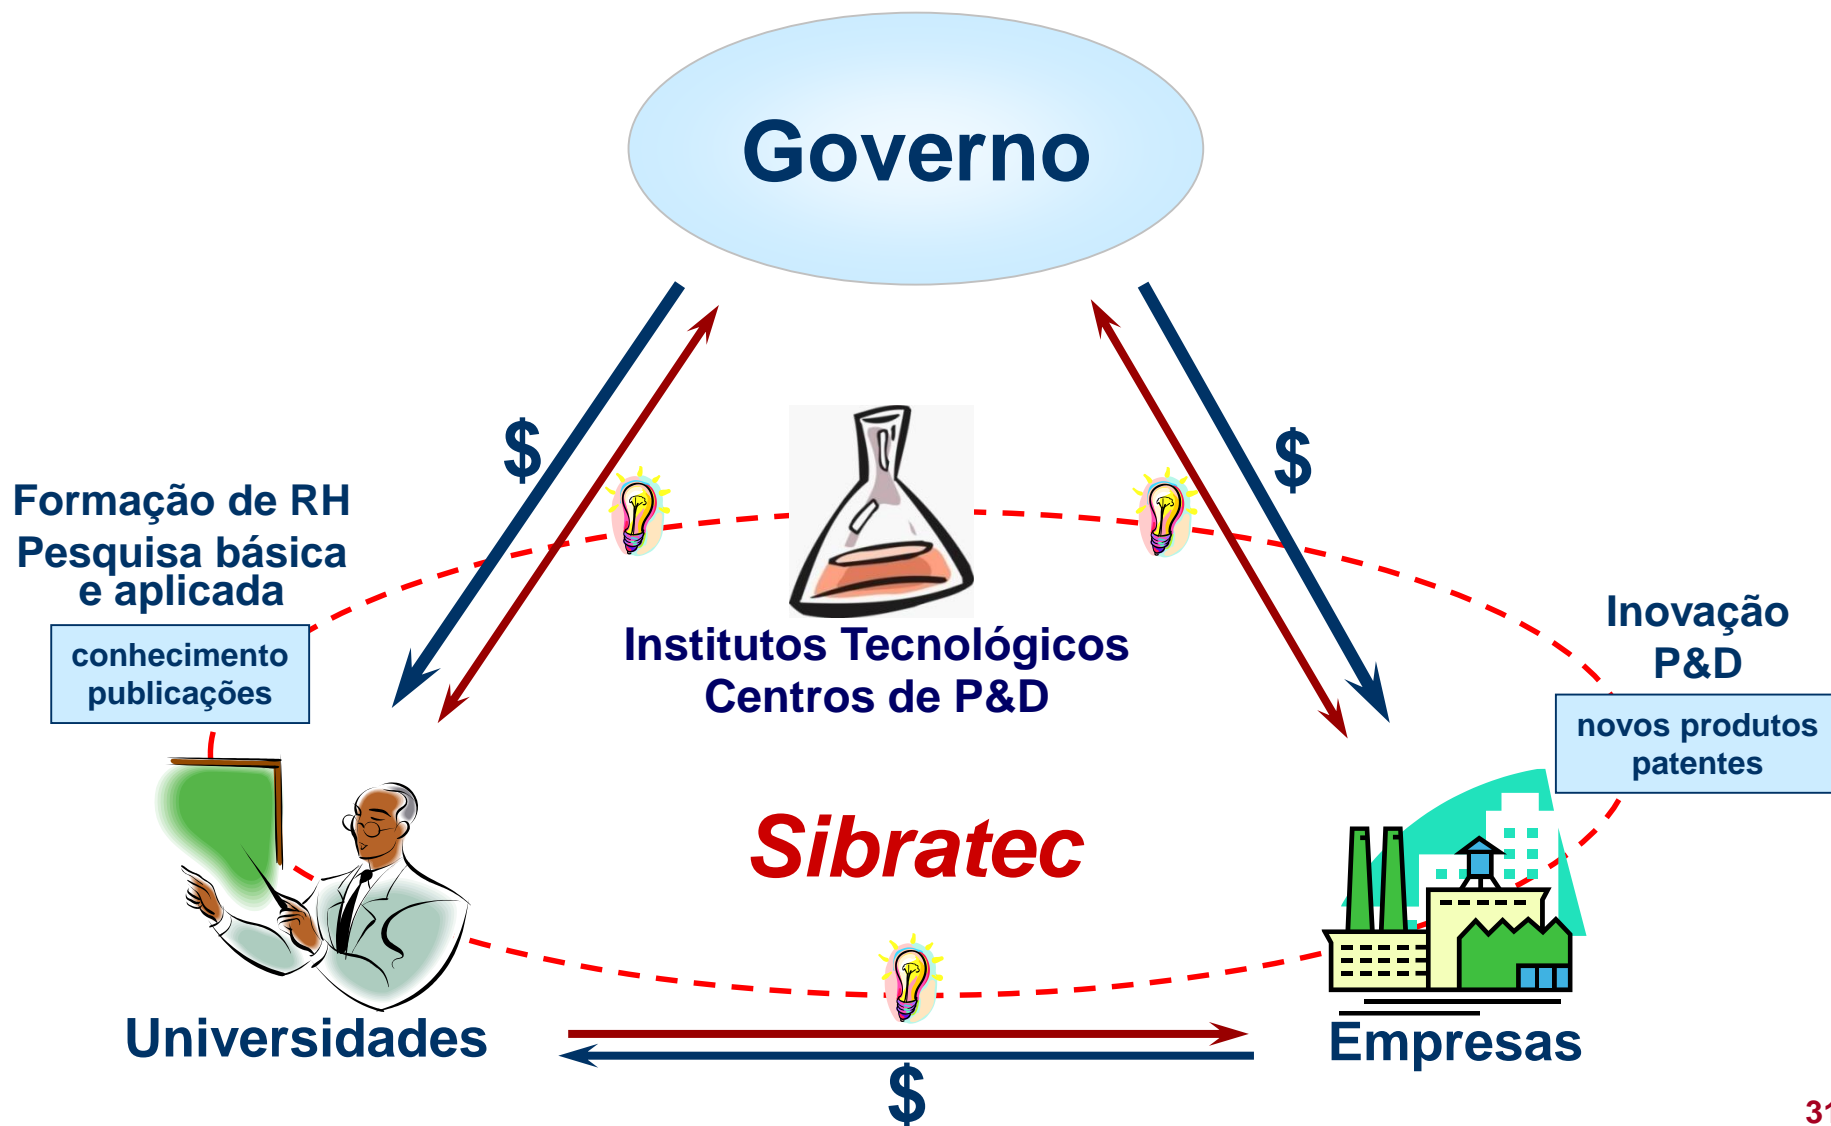 Governo
$
$
Formação de RH
Pesquisa básica
e aplicada
conhecimento
publicações
Institutos Tecnológicos
Centros de P&D
Inovação
P&D
novos produtos
patentes
Sibratec
Universidades
Empresas
$
31